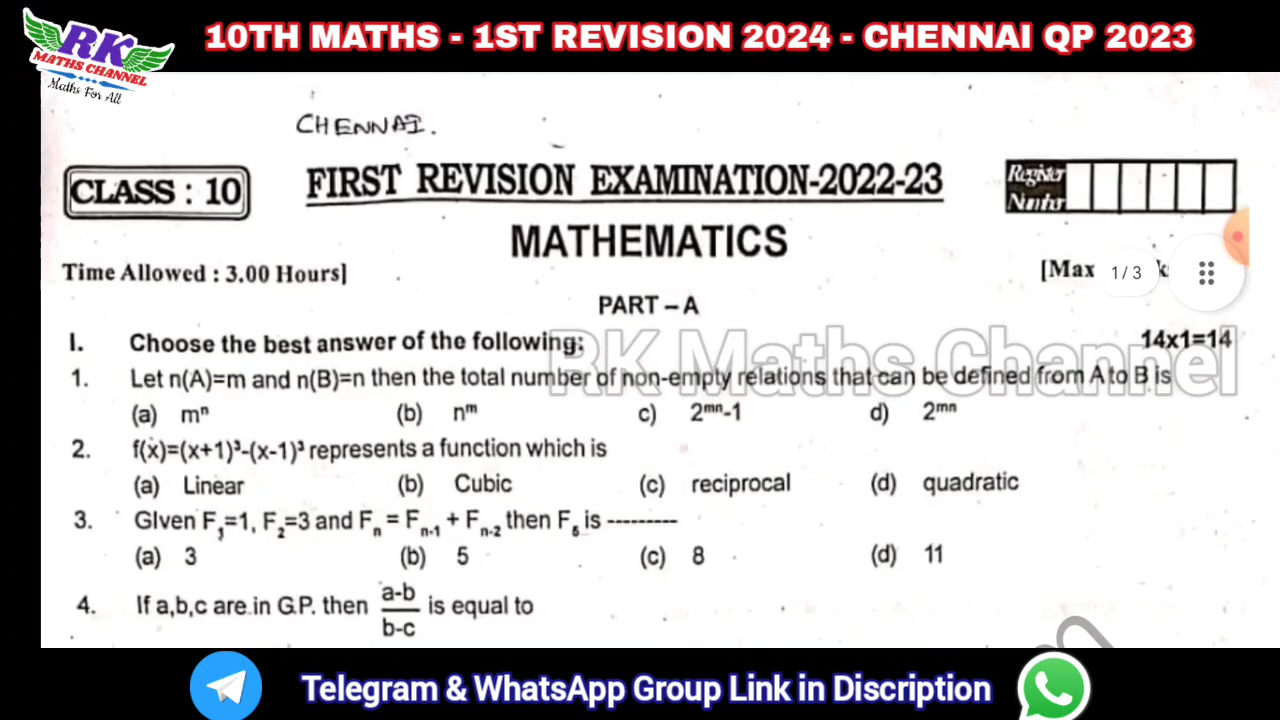 10TH MATHS - 1ST REVISION 2024 - CHENNAI QP 2023
RK
MATHS CHANNEL
Maths For All
CHENNAI.
CLASS : 10
FIRST REVISION EXAMINATION-2022-23
Register
Number
MATHEMATICS
Time Allowed : 3.00 Hours]
[Max
1 / 3
PART – A
I. Choose the best answer of the following: 14x1=14
RK Maths Channel
1. Let n(A)=m and n(B)=n then the total number of non-empty relations that can be defined from A to B is
(a) mⁿ (b) nᵐ c) 2ᵐⁿ-1 d) 2ᵐⁿ
2. f(x)=(x+1)³-(x-1)³ represents a function which is
(a) Linear (b) Cubic (c) reciprocal (d) quadratic
3. Given F₁=1, F₂=3 and Fₙ = Fₙ₋₁ + Fₙ₋₂ then F₅ is ---------
(a) 3 (b) 5 (c) 8 (d) 11
4. If a,b,c are in G.P. then a-b/b-c is equal to
Telegram & WhatsApp Group Link in Discription